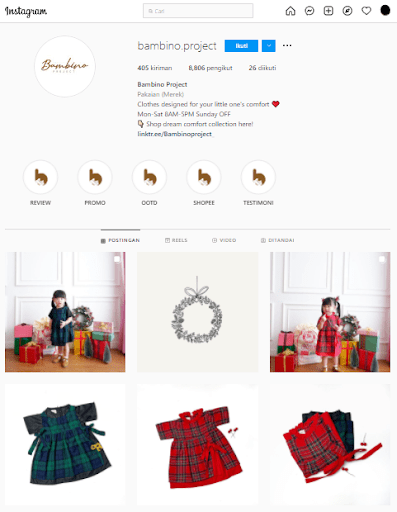 Instagram
Cari
bambino.project
Ikuti
405 kiriman 8,806 pengikut 26 diikuti
Bambino Project
Pakaian (Merek)
Clothes designed for your little one's comfort
Mon-Sat 8AM-5PM Sunday OFF
Shop dream comfort collection here!
linktr.ee/Bambinoproject_
Bambino
PROJECT
REVIEW PROMO OOTD SHOPEE TESTIMONI
POSTINGAN REELS VIDEO DITANDAI